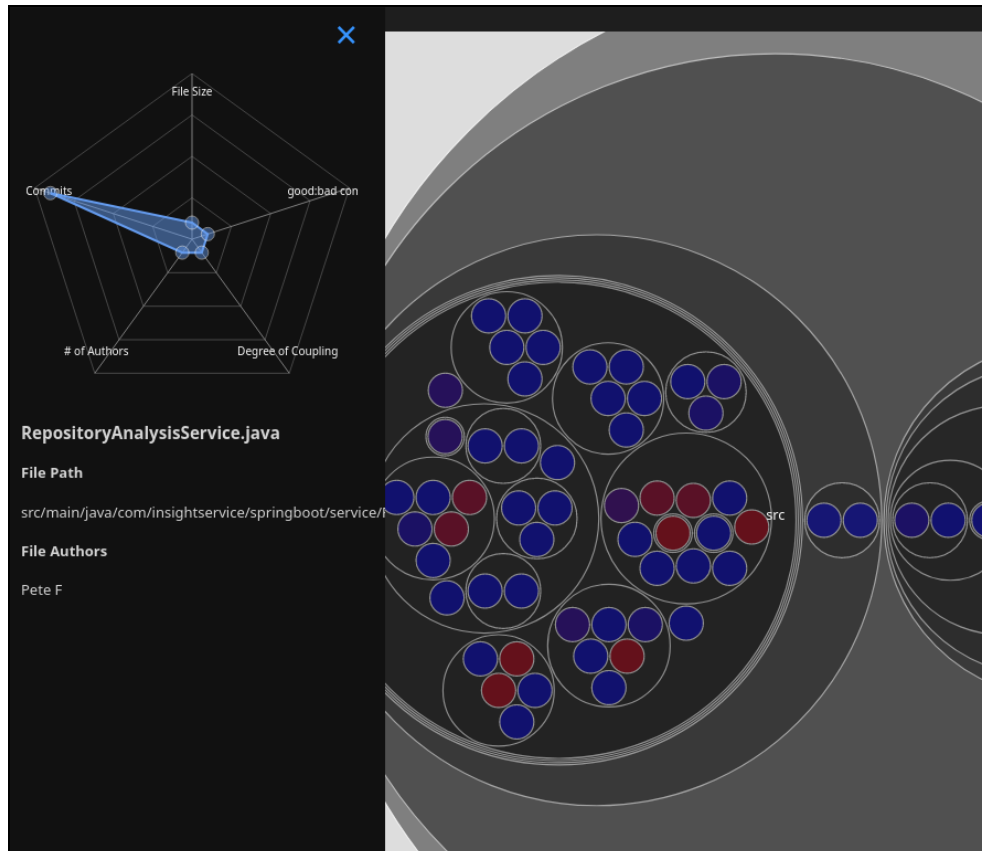 File Size
Commits
good:bad con
# of Authors
Degree of Coupling
RepositoryAnalysisService.java
File Path
src/main/java/com/insightservice/springboot/service/
File Authors
Pete F
src